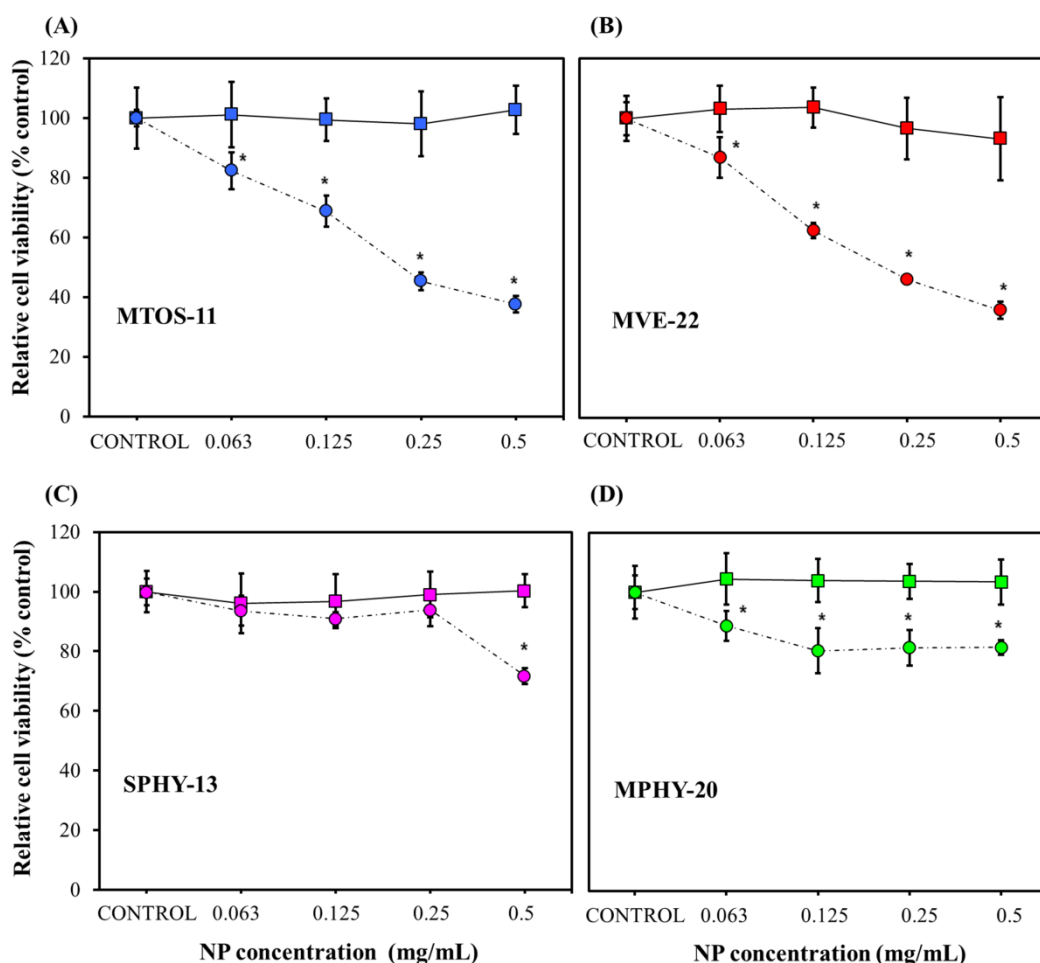 (A)
(B)
Relative cell viability (% control)
120
100
80
60
40
20
0
*
*
*
*
MTOS-11
*
*
*
*
MVE-22
CONTROL 0.063 0.125 0.25 0.5
CONTROL 0.063 0.125 0.25 0.5
(C)
(D)
Relative cell viability (% control)
120
100
80
60
40
20
0
*
SPHY-13
*
*
*
*
MPHY-20
CONTROL 0.063 0.125 0.25 0.5
CONTROL 0.063 0.125 0.25 0.5
NP concentration (mg/mL)
NP concentration (mg/mL)